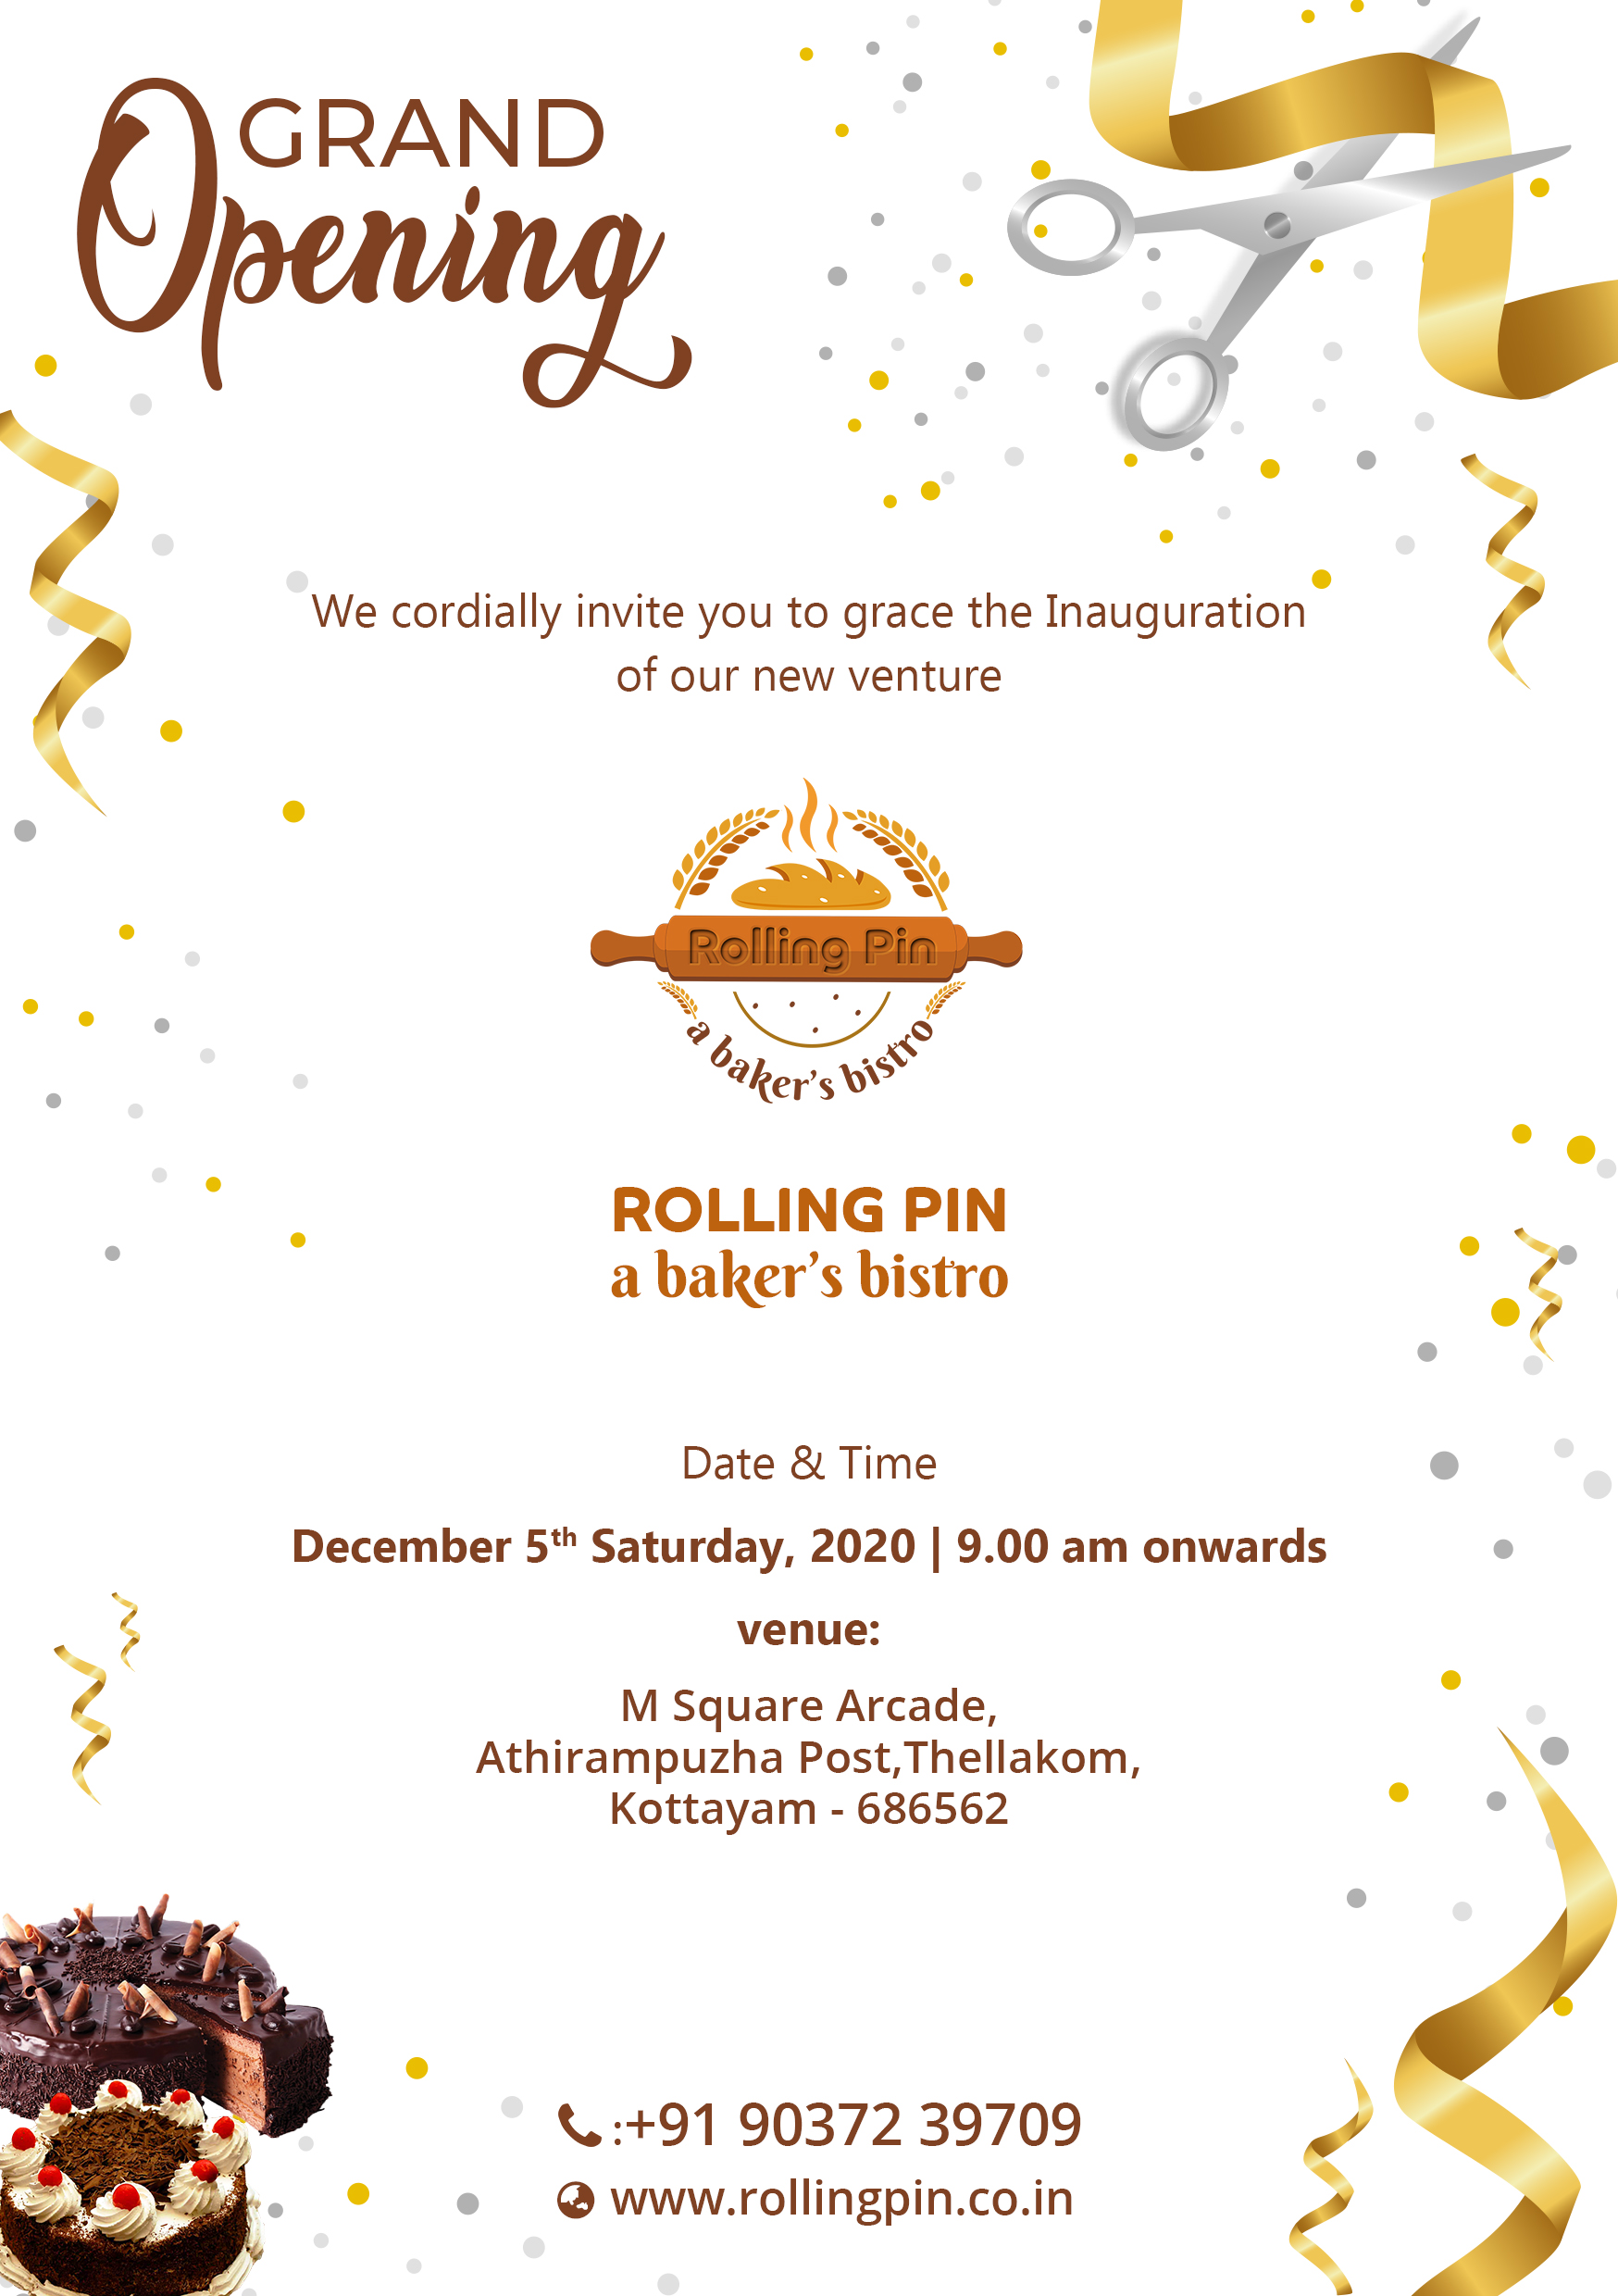 GRAND
Opening
We cordially invite you to grace the Inauguration
of our new venture
Rolling Pin
a baker's bistro
ROLLING PIN
a baker's bistro
Date & Time
December 5th Saturday, 2020 | 9.00 am onwards
venue:
M Square Arcade,
Athirampuzha Post,Thellakom,
Kottayam - 686562
:+91 90372 39709
www.rollingpin.co.in